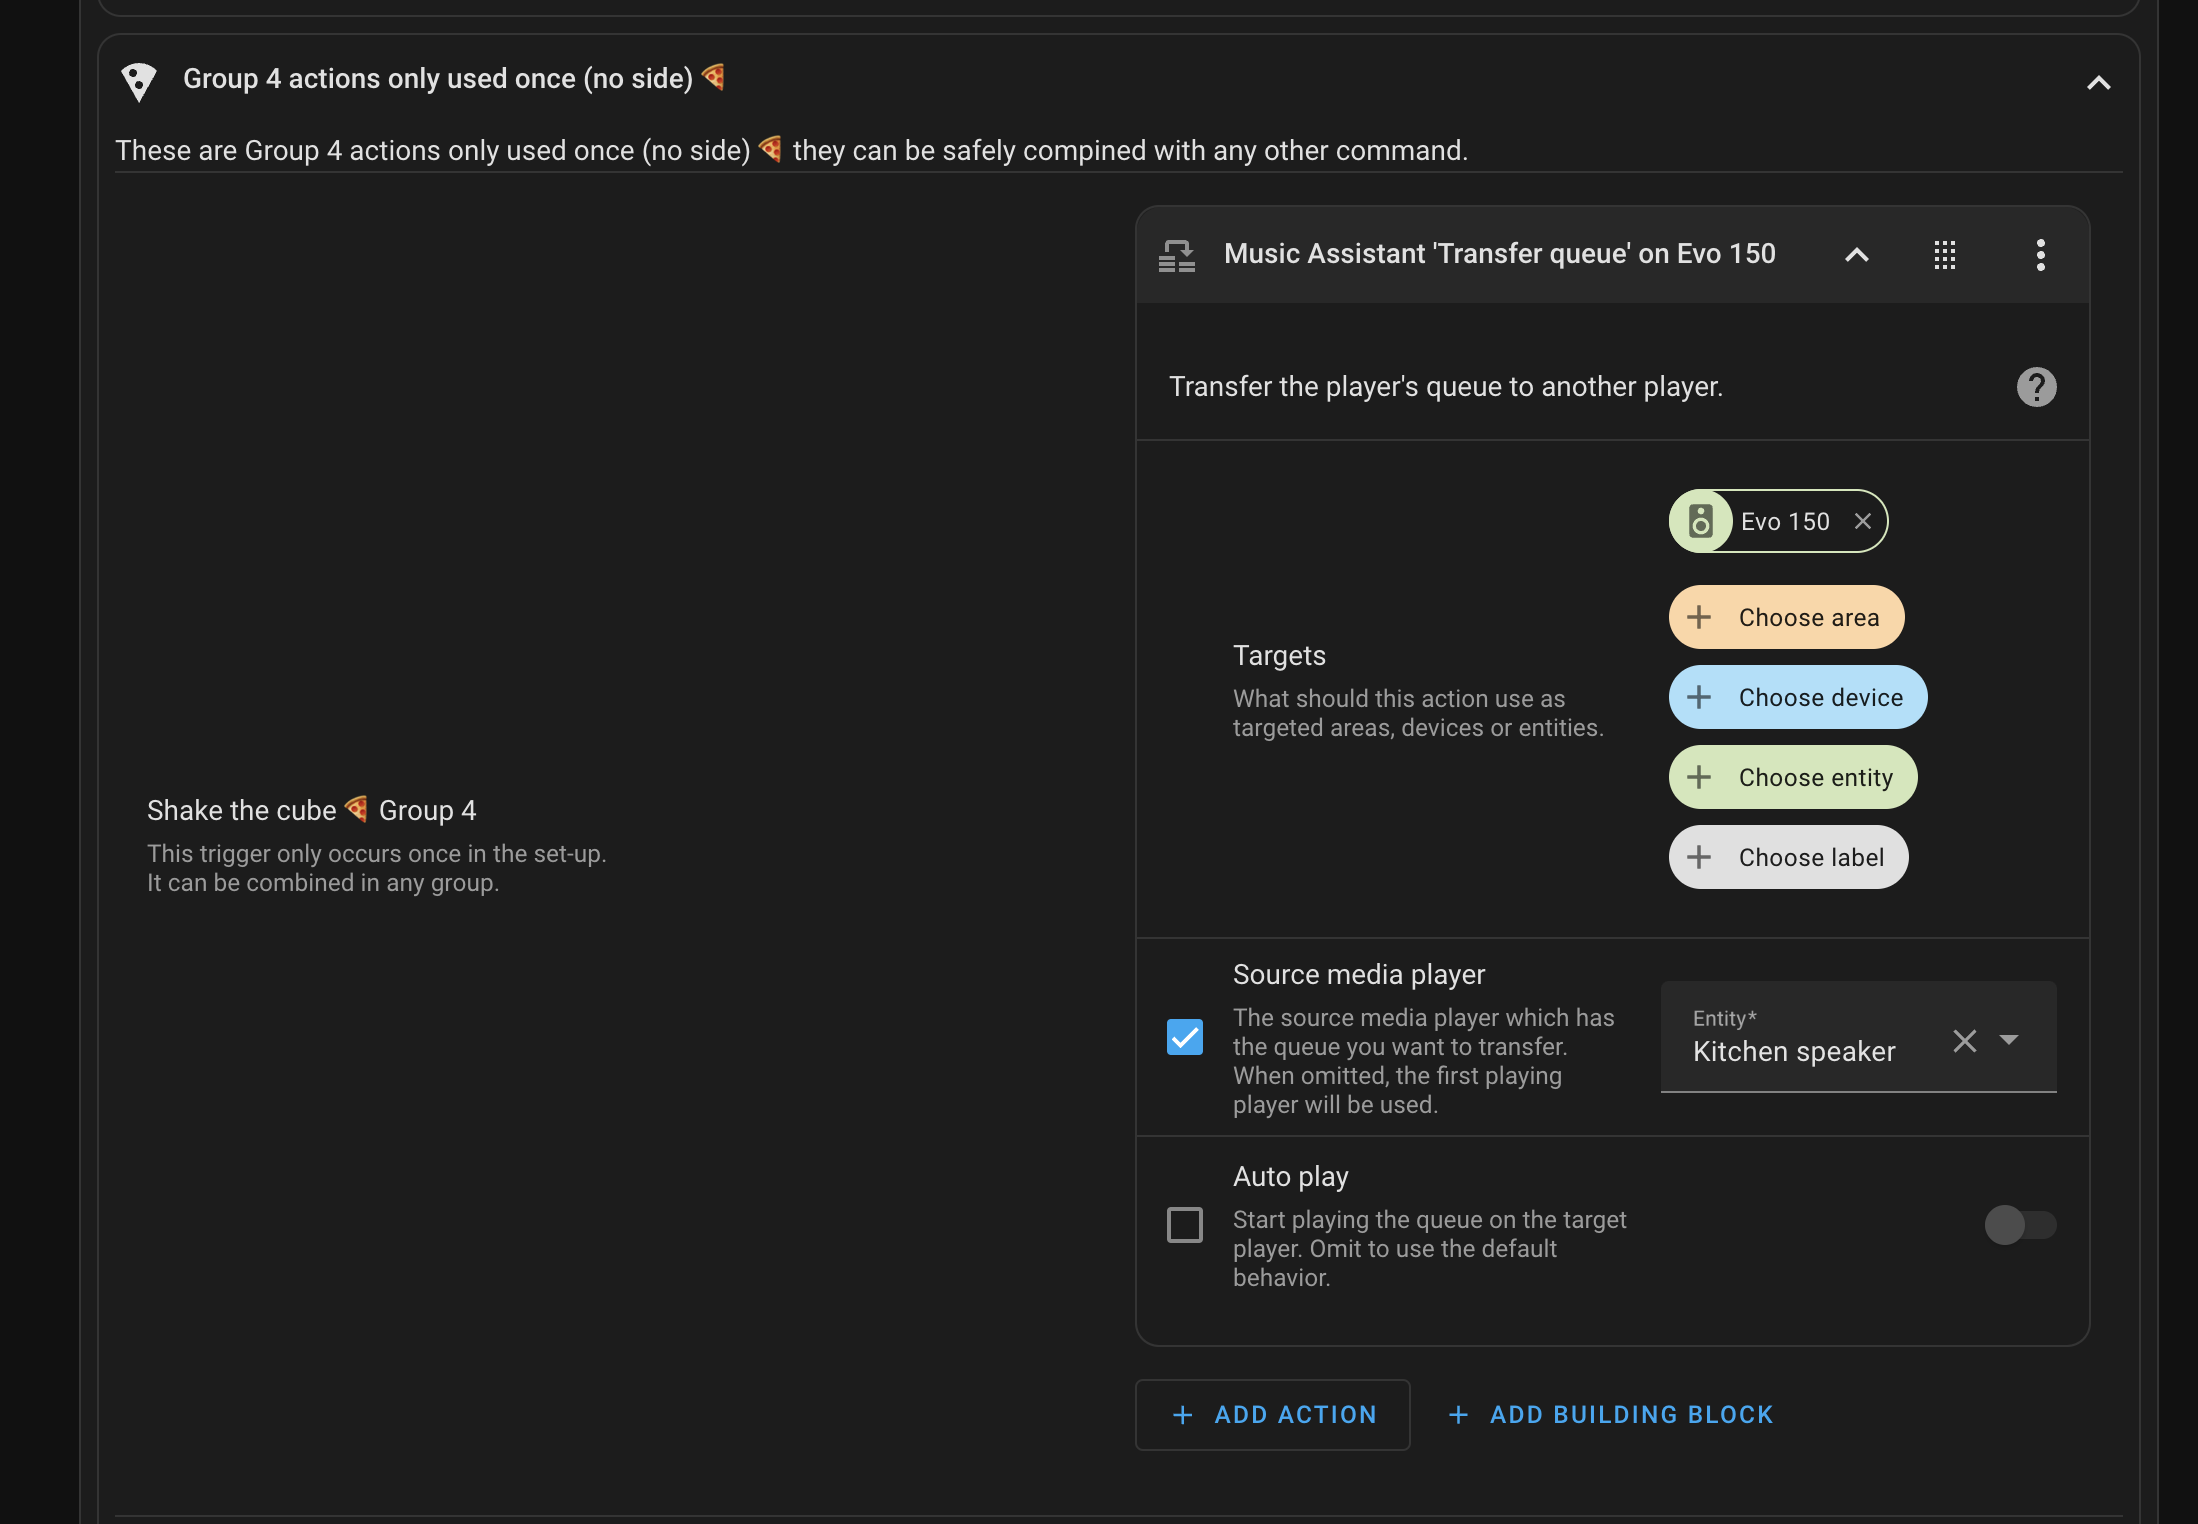 Group 4 actions only used once (no side) 🍕
These are Group 4 actions only used once (no side) 🍕 they can be safely compined with any other command.
Music Assistant 'Transfer queue' on Evo 150
Transfer the player's queue to another player.
Evo 150
Choose area
Targets
What should this action use as
targeted areas, devices or entities.
Choose device
Choose entity
Choose label
Shake the cube 🍕 Group 4
This trigger only occurs once in the set-up.
It can be combined in any group.
Source media player
The source media player which has
the queue you want to transfer.
When omitted, the first playing
player will be used.
Entity*
Kitchen speaker
Auto play
Start playing the queue on the target
player. Omit to use the default
behavior.
ADD ACTION
ADD BUILDING BLOCK